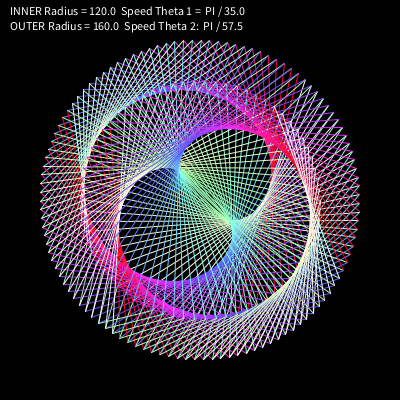 INNER Radius = 120.0  Speed Theta 1 =  PI / 35.0
OUTER Radius = 160.0  Speed Theta 2:  PI / 57.5